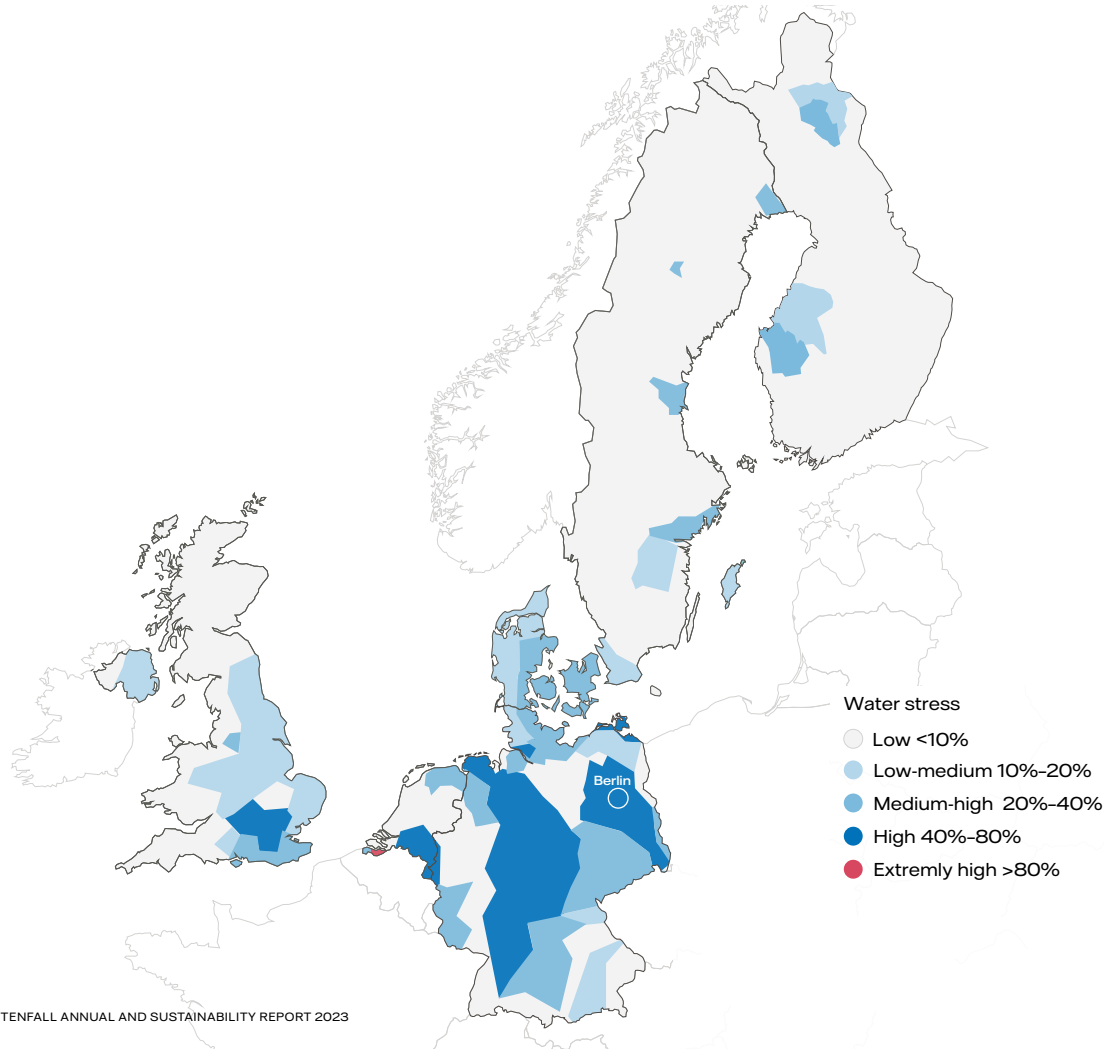 Berlin
Water stress
Low <10%
Low-medium 10%-20%
Medium-high 20%-40%
High 40%-80%
Extremly high >80%
TENFALL ANNUAL AND SUSTAINABILITY REPORT 2023